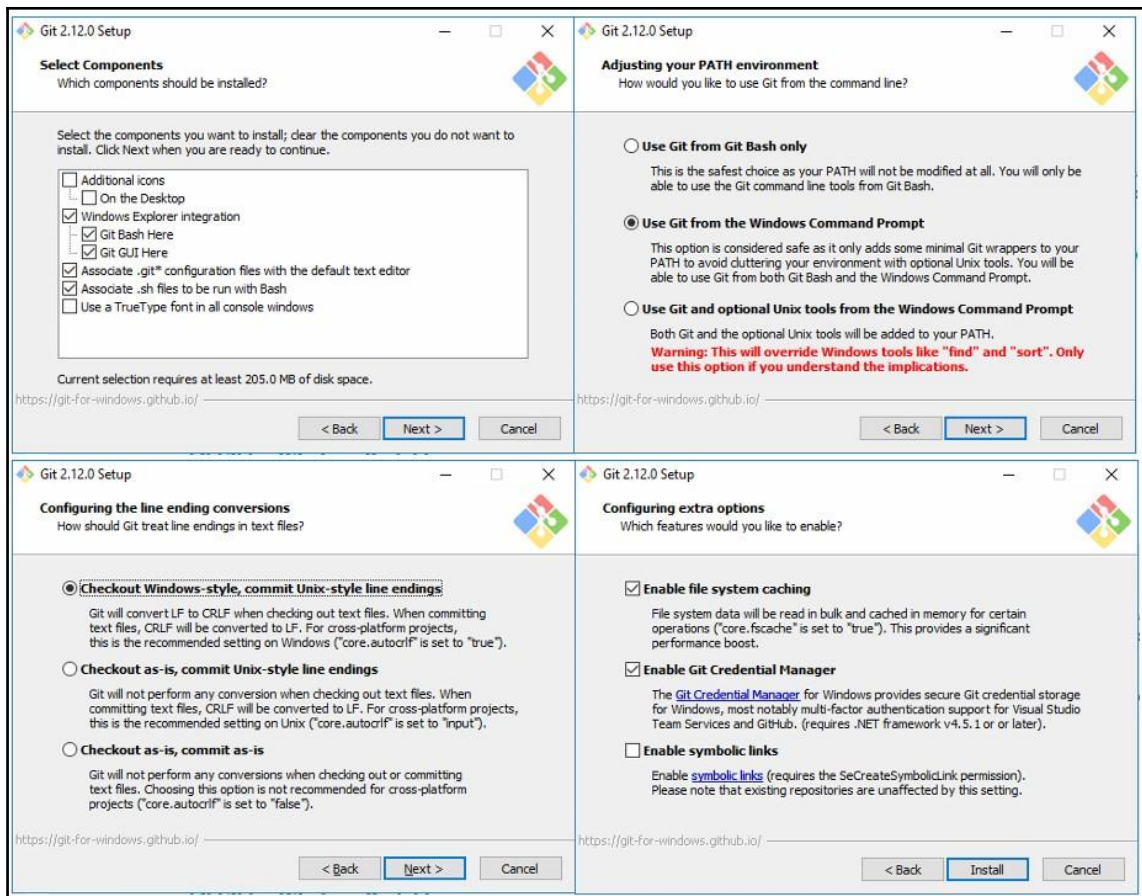 Git 2.12.0 Setup
Select Components
Which components should be installed?
Select the components you want to install; clear the components you do not want to
install. Click Next when you are ready to continue.
Additional icons
On the Desktop
Windows Explorer integration
Git Bash Here
Git GUI Here
Associate .git* configuration files with the default text editor
Associate .sh files to be run with Bash
Use a TrueType font in all console windows
Current selection requires at least 205.0 MB of disk space.
https://git-for-windows.github.io/
< Back Next > Cancel
Git 2.12.0 Setup
Adjusting your PATH environment
How would you like to use Git from the command line?
Use Git from Git Bash only
This is the safest choice as your PATH will not be modified at all. You will only be
able to use the Git command line tools from Git Bash.
Use Git from the Windows Command Prompt
This option is considered safe as it only adds some minimal Git wrappers to your
PATH to avoid cluttering your environment with optional Unix tools. You will be
able to use Git from both Git Bash and the Windows Command Prompt.
Use Git and optional Unix tools from the Windows Command Prompt
Both Git and the optional Unix tools will be added to your PATH.
Warning: This will override Windows tools like "find" and "sort". Only
use this option if you understand the implications.
https://git-for-windows.github.io/
< Back Next > Cancel
Git 2.12.0 Setup
Configuring the line ending conversions
How should Git treat line endings in text files?
Checkout Windows-style, commit Unix-style line endings
Git will convert LF to CRLF when checking out text files. When committing
text files, CRLF will be converted to LF. For cross-platform projects,
this is the recommended setting on Windows ("core.autocrlf" is set to "true").
Checkout as-is, commit Unix-style line endings
Git will not perform any conversion when checking out text files. When
committing text files, CRLF will be converted to LF. For cross-platform projects,
this is the recommended setting on Unix ("core.autocrlf" is set to "input").
Checkout as-is, commit as-is
Git will not perform any conversions when checking out or committing
text files. Choosing this option is not recommended for cross-platform
projects ("core.autocrlf" is set to "false").
https://git-for-windows.github.io/
< Back Next > Cancel
Git 2.12.0 Setup
Configuring extra options
Which features would you like to enable?
Enable file system caching
File system data will be read in bulk and cached in memory for certain
operations ("core.fscache" is set to "true"). This provides a significant
performance boost.
Enable Git Credential Manager
The Git Credential Manager for Windows provides secure Git credential storage
for Windows, most notably multi-factor authentication support for Visual Studio
Team Services and GitHub. (requires .NET framework v4.5.1 or or later).
Enable symbolic links
Enable symbolic links (requires the SeCreateSymbolicLink permission).
Please note that existing repositories are unaffected by this setting.
https://git-for-windows.github.io/
< Back Install Cancel